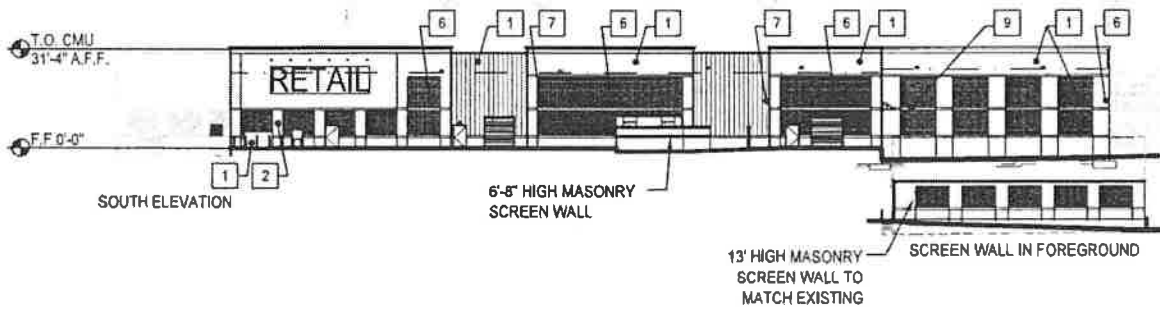 6 1 7 6 1 7 6 1 9 1 6
T.O. CMU
31'-4" A.F.F.
RETAIL
F.F 0'-0"
1 2
SOUTH ELEVATION
6'-8" HIGH MASONRY
SCREEN WALL
SCREEN WALL IN FOREGROUND
13' HIGH MASONRY
SCREEN WALL TO
MATCH EXISTING